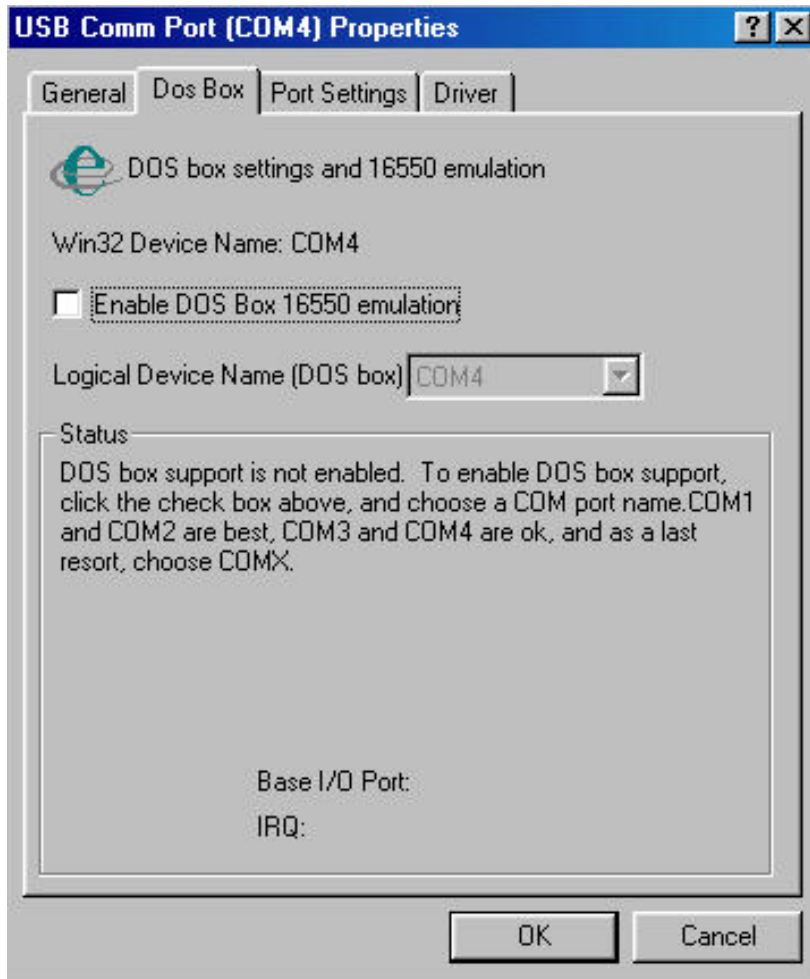 USB Comm Port (COM4) Properties
General Dos Box Port Settings Driver
DOS box settings and 16550 emulation
Win32 Device Name: COM4
Enable DOS Box 16550 emulation
Logical Device Name (DOS box) COM4
Status
DOS box support is not enabled. To enable DOS box support,
click the check box above, and choose a COM port name.COM1
and COM2 are best, COM3 and COM4 are ok, and as a last
resort, choose COMX.
Base I/O Port:
IRQ:
OK Cancel